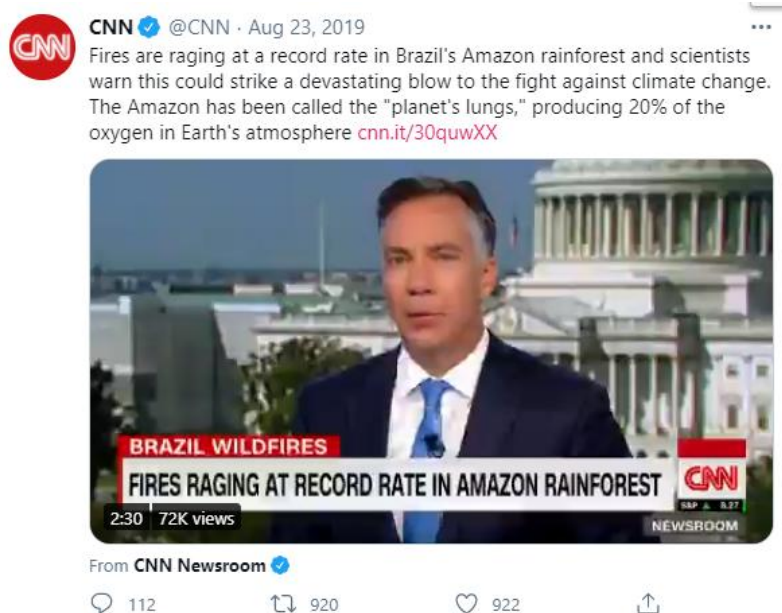 CNN @CNN · Aug 23, 2019
Fires are raging at a record rate in Brazil's Amazon rainforest and scientists
warn this could strike a devastating blow to the fight against climate change.
The Amazon has been called the "planet's lungs," producing 20% of the
oxygen in Earth's atmosphere cnn.it/30quwXX
CNN
BRAZIL WILDFIRES
FIRES RAGING AT RECORD RATE IN AMAZON RAINFOREST
CNN
S&P ▲ 8.27
2:30 72K views
NEWSROOM
From CNN Newsroom
112 920 922